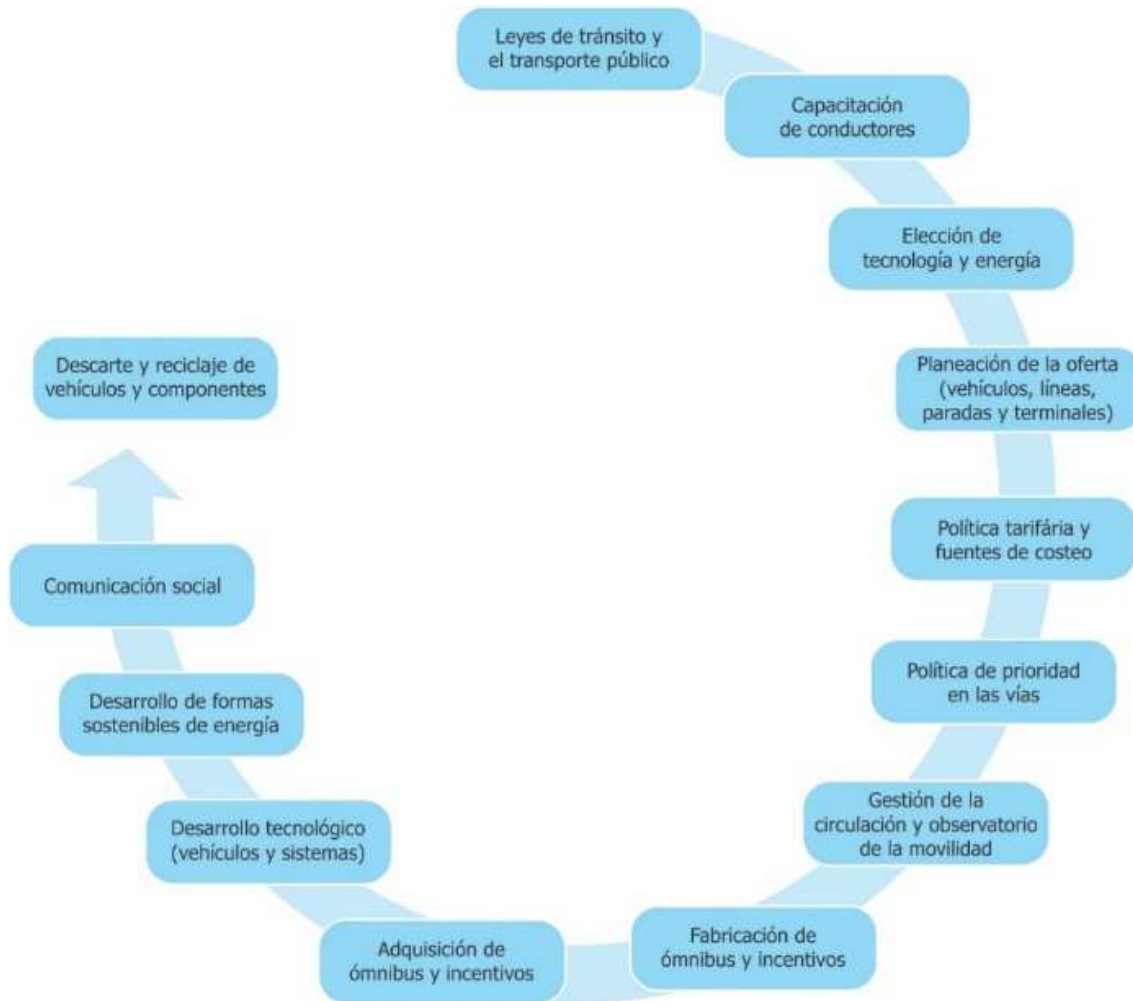 Leyes de tránsito y
el transporte público
Capacitación
de conductores
Elección de
tecnología y energía
Planeación de la oferta
(vehículos, líneas,
paradas y terminales)
Política tarifária y
fuentes de costeo
Política de prioridad
en las vías
Gestión de la
circulación y observatorio
de la movilidad
Fabricación de
ómnibus y incentivos
Adquisición de
ómnibus y incentivos
Desarrollo tecnológico
(vehículos y sistemas)
Desarrollo de formas
sostenibles de energía
Comunicación social
Descarte y reciclaje de
vehículos y componentes